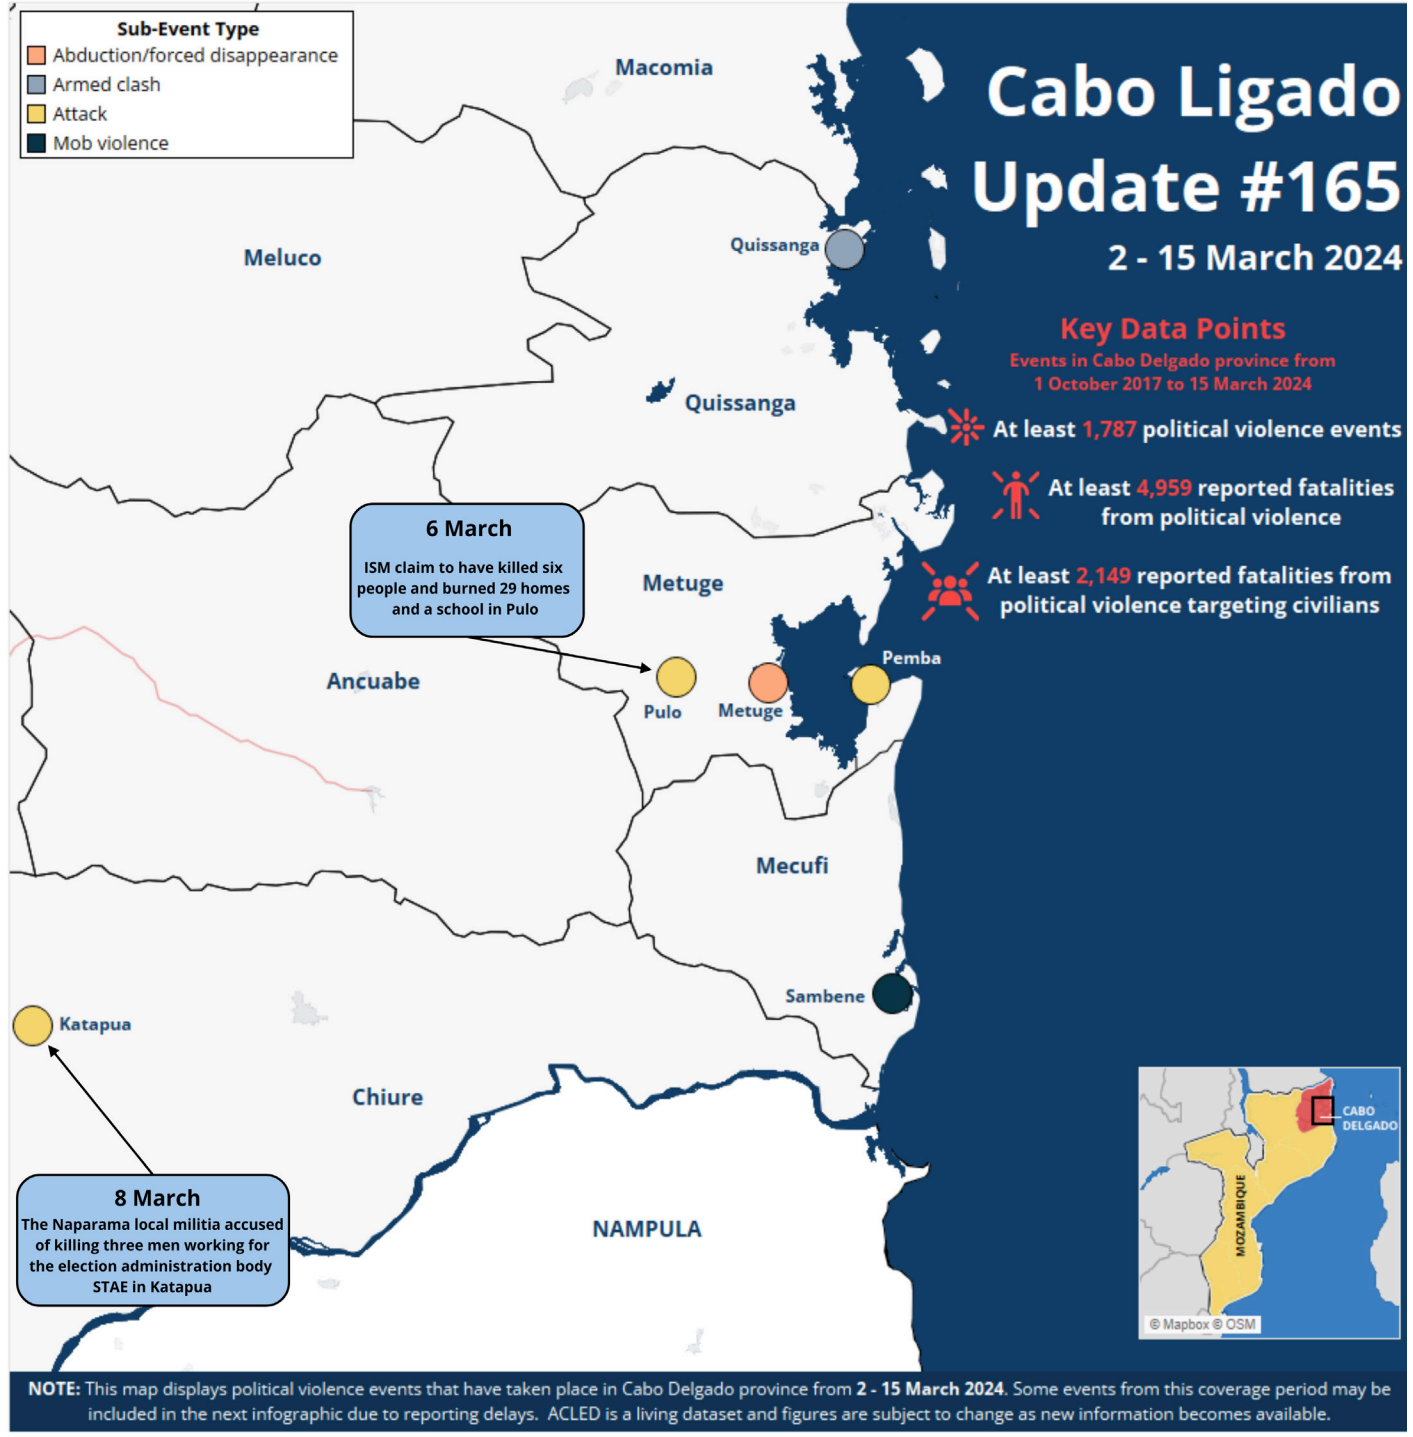 Sub-Event Type
Abduction/forced disappearance
Armed clash
Attack
Mob violence
Cabo Ligado
Update #165
2 - 15 March 2024
Key Data Points
Events in Cabo Delgado province from
1 October 2017 to 15 March 2024
At least 1,787 political violence events
At least 4,959 reported fatalities
from political violence
At least 2,149 reported fatalities from
political violence targeting civilians
Macomia
Meluco
Quissanga
Quissanga
6 March
ISM claim to have killed six
people and burned 29 homes
and a school in Pulo
Metuge
Ancuabe
Pulo
Metuge
Pemba
Mecufi
Sambene
Katapua
Chiure
8 March
The Naparama local militia accused
of killing three men working for
the election administration body
STAE in Katapua
NAMPULA
CABO
DELGADO
MOZAMBIQUE
© Mapbox © OSM
NOTE: This map displays political violence events that have taken place in Cabo Delgado province from 2 - 15 March 2024. Some events from this coverage period may be
included in the next infographic due to reporting delays. ACLED is a living dataset and figures are subject to change as new information becomes available.